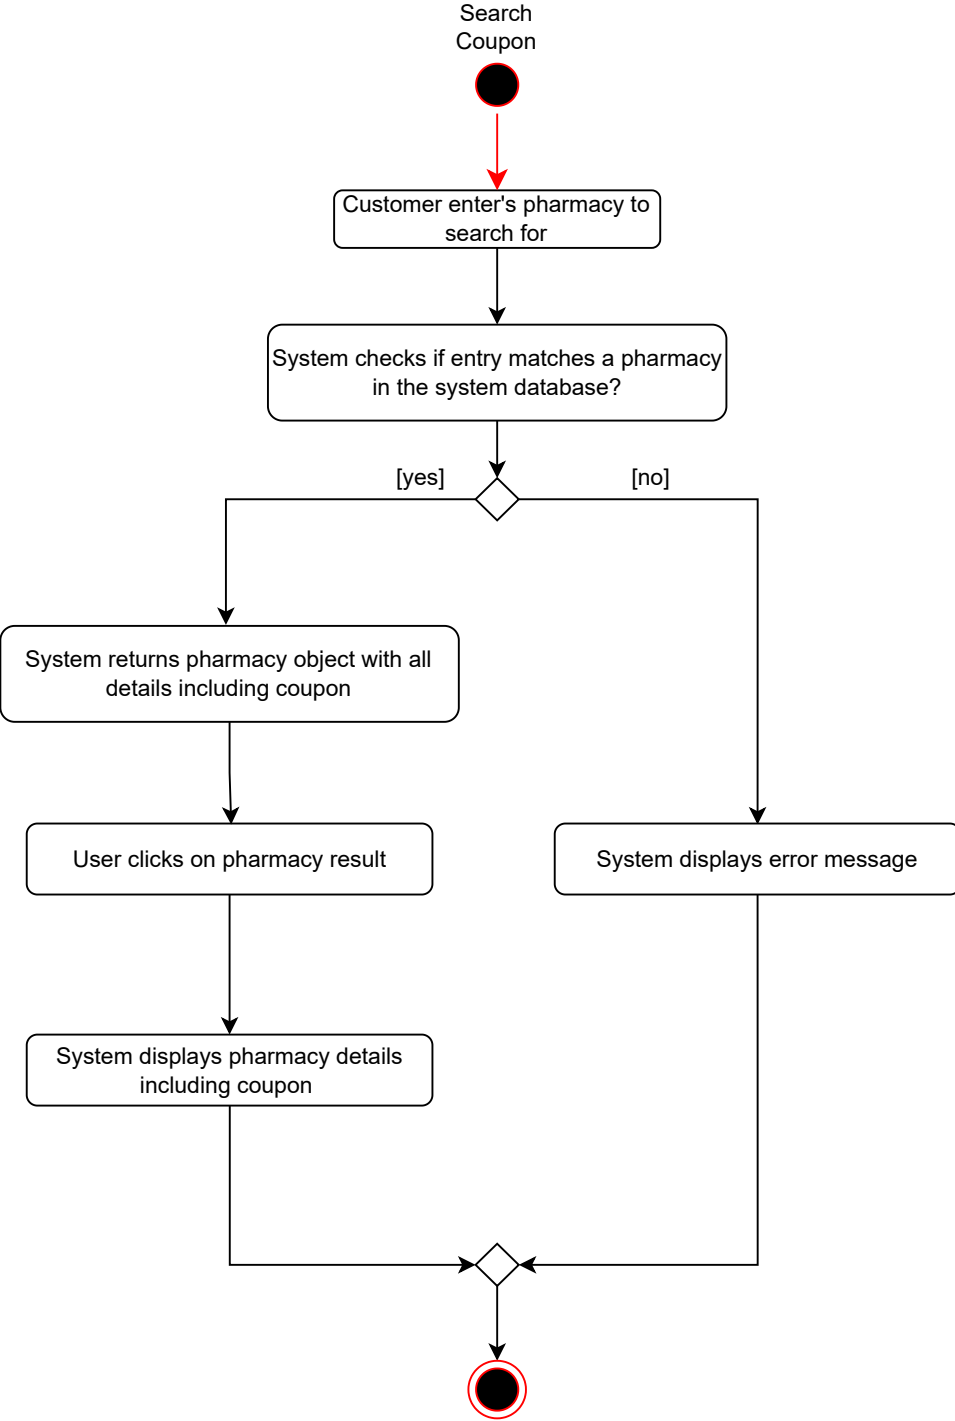 Search
Coupon
Customer enter's pharmacy to
search for
System checks if entry matches a pharmacy
in the system database?
[yes]
[no]
System returns pharmacy object with all
details including coupon
User clicks on pharmacy result
System displays error message
System displays pharmacy details
including coupon